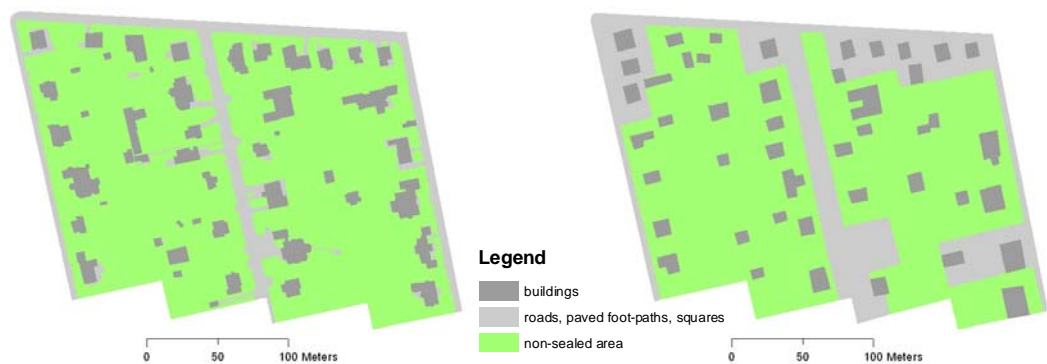 Legend
buildings
roads, paved foot-paths, squares
non-sealed area
0 50 100 Meters
0 50 100 Meters